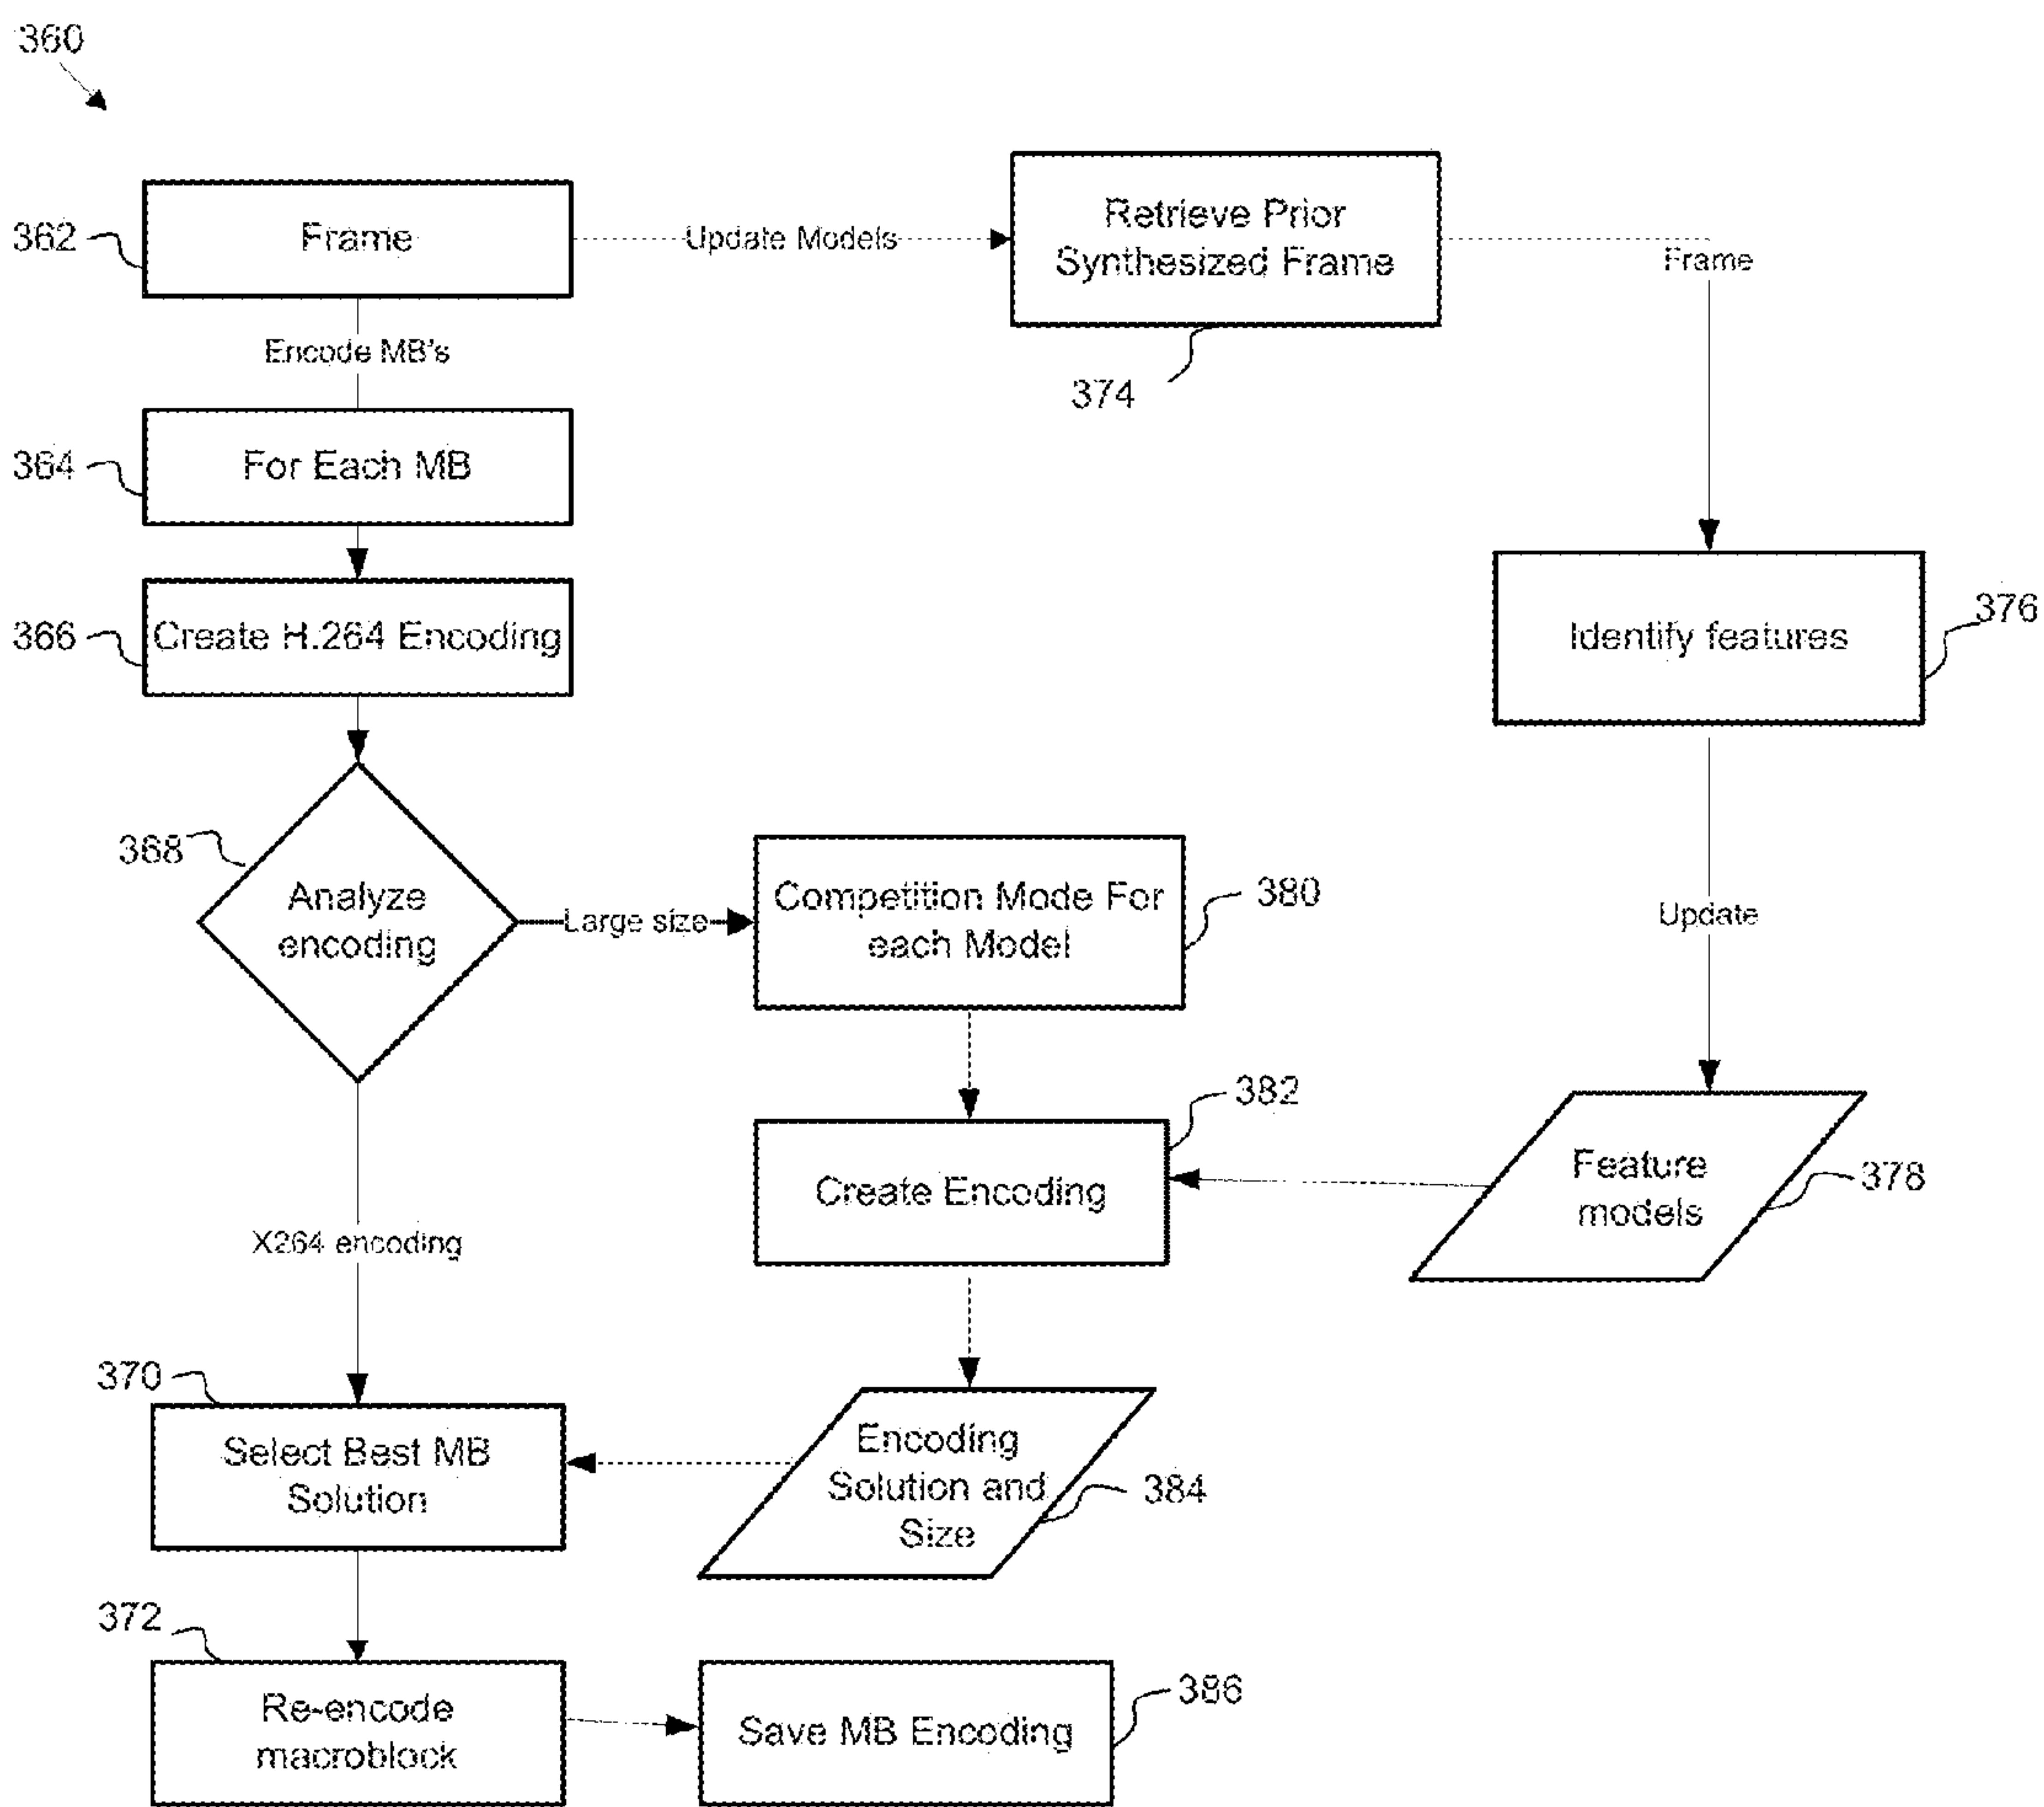 360
362
Frame
Update Models
Retrieve Prior
Synthesized Frame
Frame
374
Encode MB's
364
For Each MB
366
Create H.264 Encoding
Identify features
376
368
Analyze
encoding
Large size
Competition Mode For
each Model
380
Update
382
Create Encoding
Feature
models
378
X264 encoding
370
Select Best MB
Solution
Encoding
Solution and
Size
384
372
Re-encode
macroblock
Save MB Encoding
386